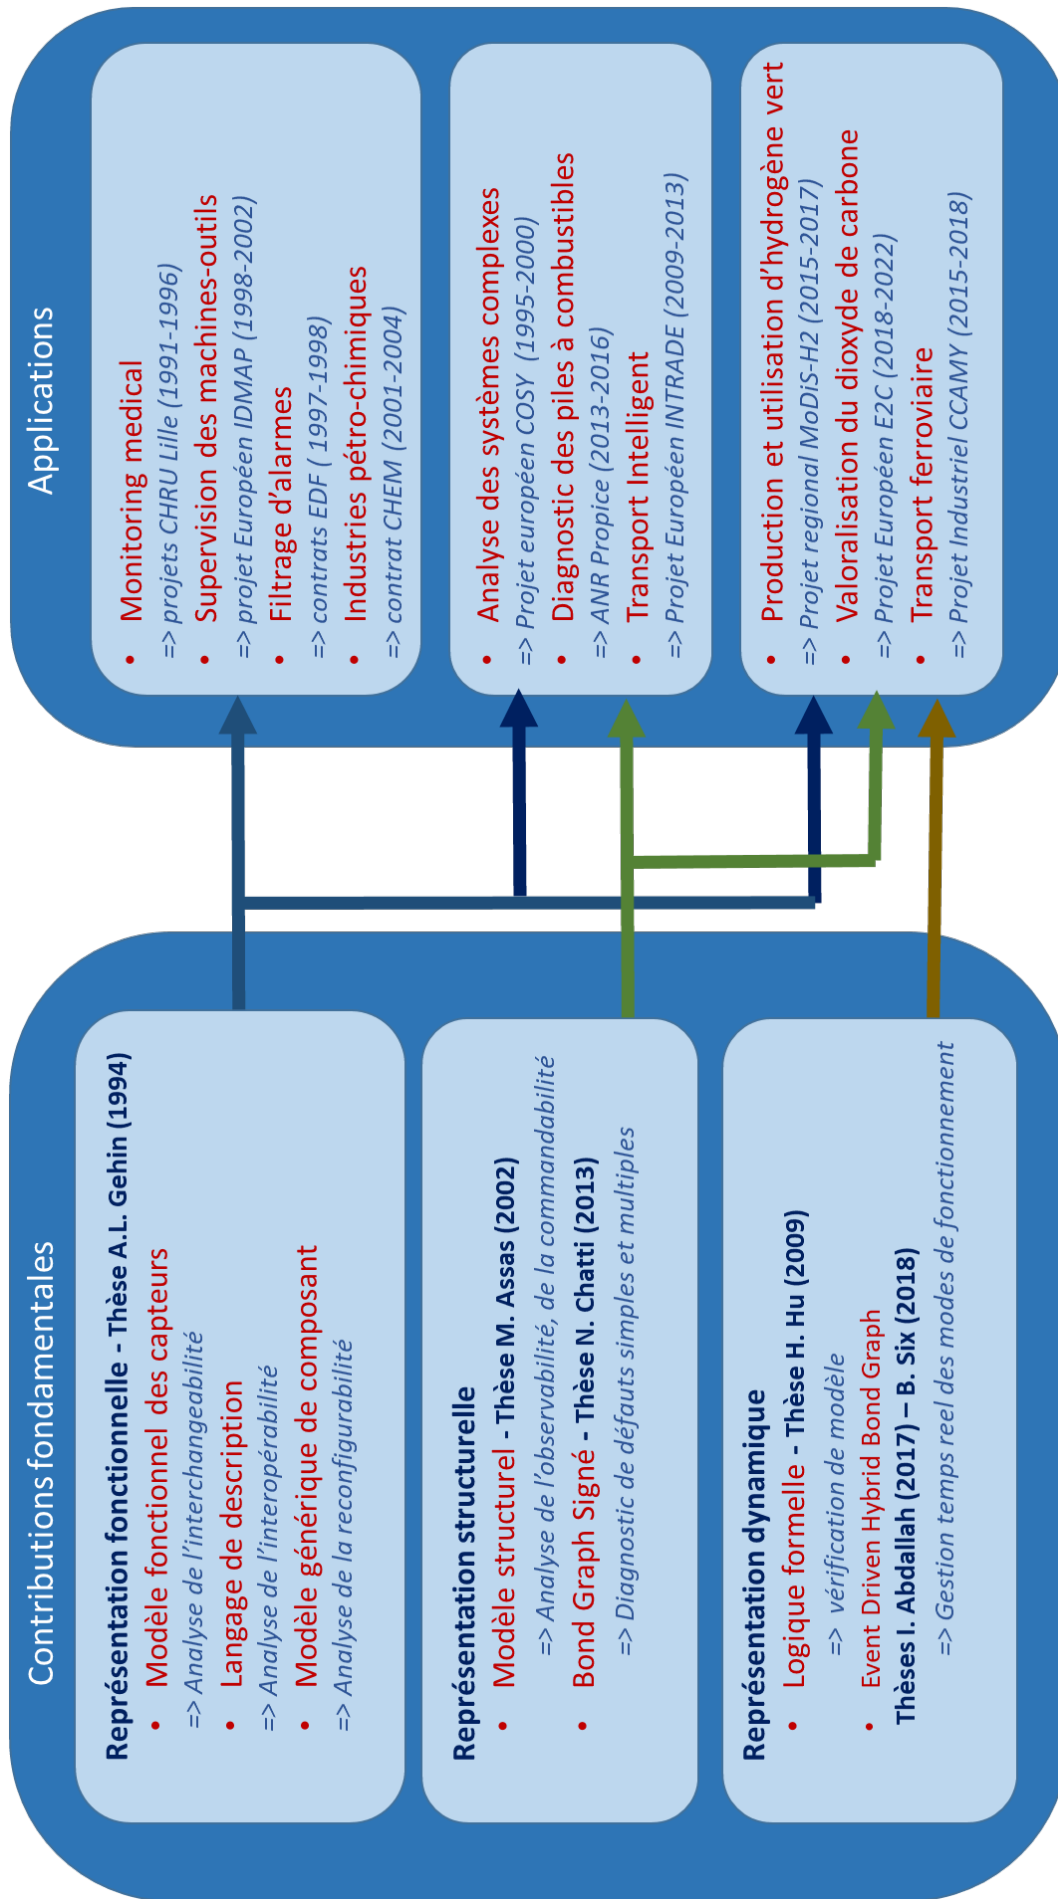 Contributions fondamentales
Représentation fonctionnelle - Thèse A.L. Gehin (1994)
• Modèle fonctionnel des capteurs
=> Analyse de l'interchangeabilité
• Langage de description
=> Analyse de l'interopérabilité
• Modèle générique de composant
=> Analyse de la reconfigurabilité
Représentation structurelle
• Modèle structurel - Thèse M. Assas (2002)
=> Analyse de l'observabilité, de la commandabilité
• Bond Graph Signé - Thèse N. Chatti (2013)
=> Diagnostic de défauts simples et multiples
Représentation dynamique
• Logique formelle - Thèse H. Hu (2009)
=> vérification de modèle
• Event Driven Hybrid Bond Graph
Thèses I. Abdallah (2017) – B. Six (2018)
=> Gestion temps reel des modes de fonctionnement
Applications
• Monitoring medical
=> projets CHRU Lille (1991-1996)
• Supervision des machines-outils
=> projet Européen IDMAP (1998-2002)
• Filtrage d'alarmes
=> contrats EDF ( 1997-1998)
• Industries pétro-chimiques
=> contrat CHEM (2001-2004)
• Analyse des systèmes complexes
=> Projet européen COSY (1995-2000)
• Diagnostic des piles à combustibles
=> ANR Propice (2013-2016)
• Transport Intelligent
=> Projet Européen INTRADE (2009-2013)
• Production et utilisation d'hydrogène vert
=> Projet regional MoDiS-H2 (2015-2017)
• Valoralisation du dioxyde de carbone
=> Projet Européen E2C (2018-2022)
• Transport ferroviaire
=> Projet Industriel CCAMY (2015-2018)